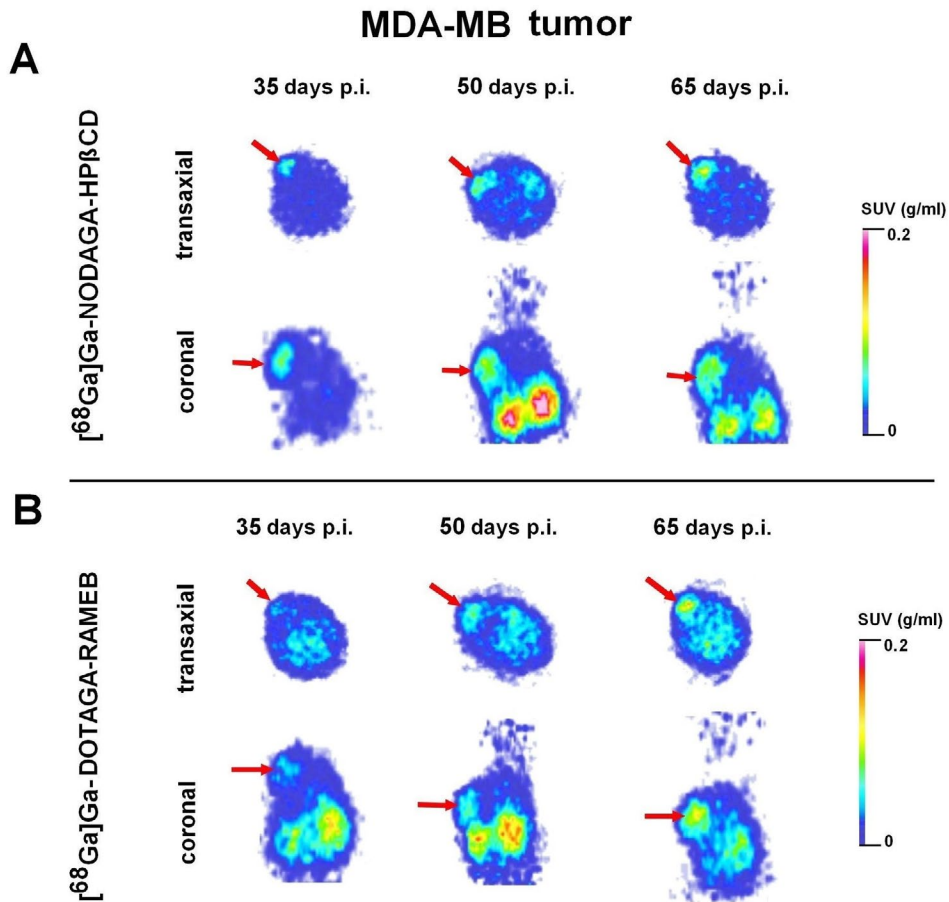 MDA-MB tumor
A
35 days p.i. 50 days p.i. 65 days p.i.
[⁶⁸Ga]Ga-NODAGA-HPβCD
transaxial
coronal
SUV (g/ml)
0.2
0
B
35 days p.i. 50 days p.i. 65 days p.i.
[⁶⁸Ga]Ga-DOTAGA-RAMEB
transaxial
coronal
SUV (g/ml)
0.2
0